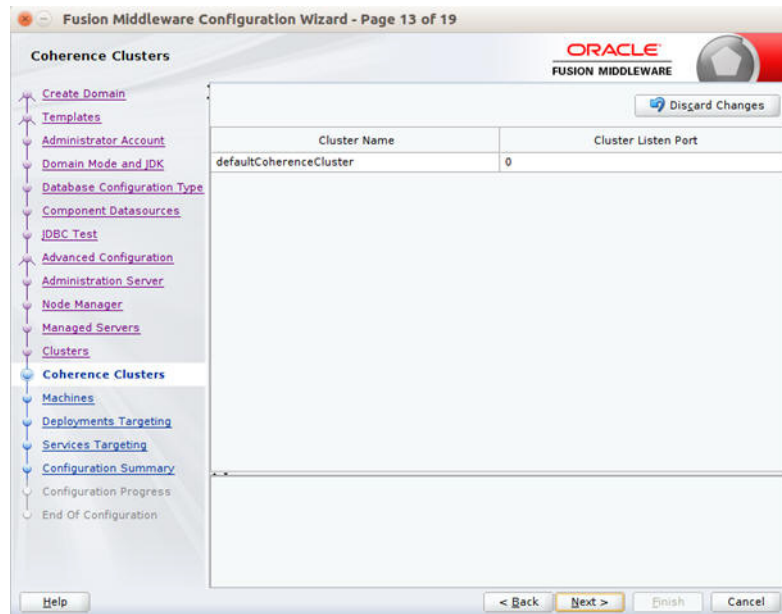 Fusion Middleware Configuration Wizard - Page 13 of 19
Coherence Clusters
ORACLE
FUSION MIDDLEWARE
Create Domain
Templates
Administrator Account
Domain Mode and JDK
Database Configuration Type
Component Datasources
JDBC Test
Advanced Configuration
Administration Server
Node Manager
Managed Servers
Clusters
Coherence Clusters
Machines
Deployments Targeting
Services Targeting
Configuration Summary
Configuration Progress
End Of Configuration
Discard Changes
Cluster Name Cluster Listen Port
defaultCoherenceCluster 0
Help < Back Next > Finish Cancel